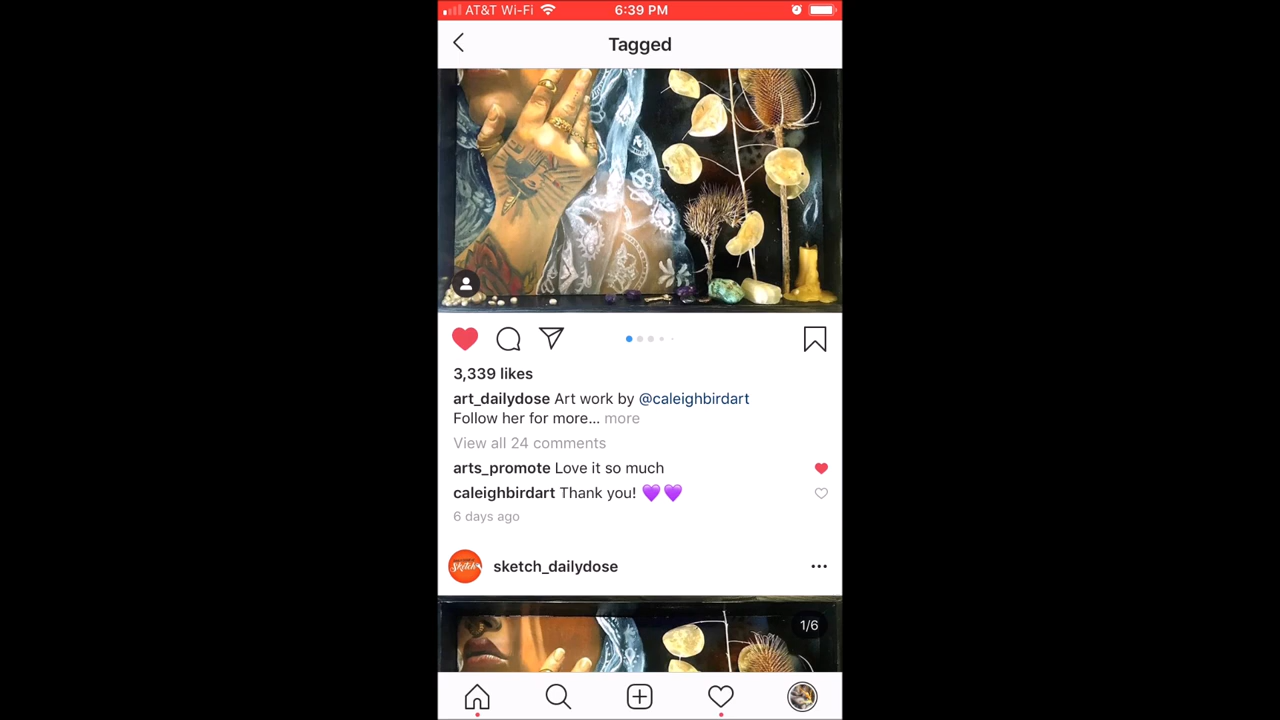 AT&T Wi-Fi 6:39 PM
Tagged
3,339 likes
art_dailydose Art work by @caleighbirdart
Follow her for more... more
View all 24 comments
arts_promote Love it so much
caleighbirdart Thank you! 💜💜
6 days ago
Sketch
sketch_dailydose
1/6